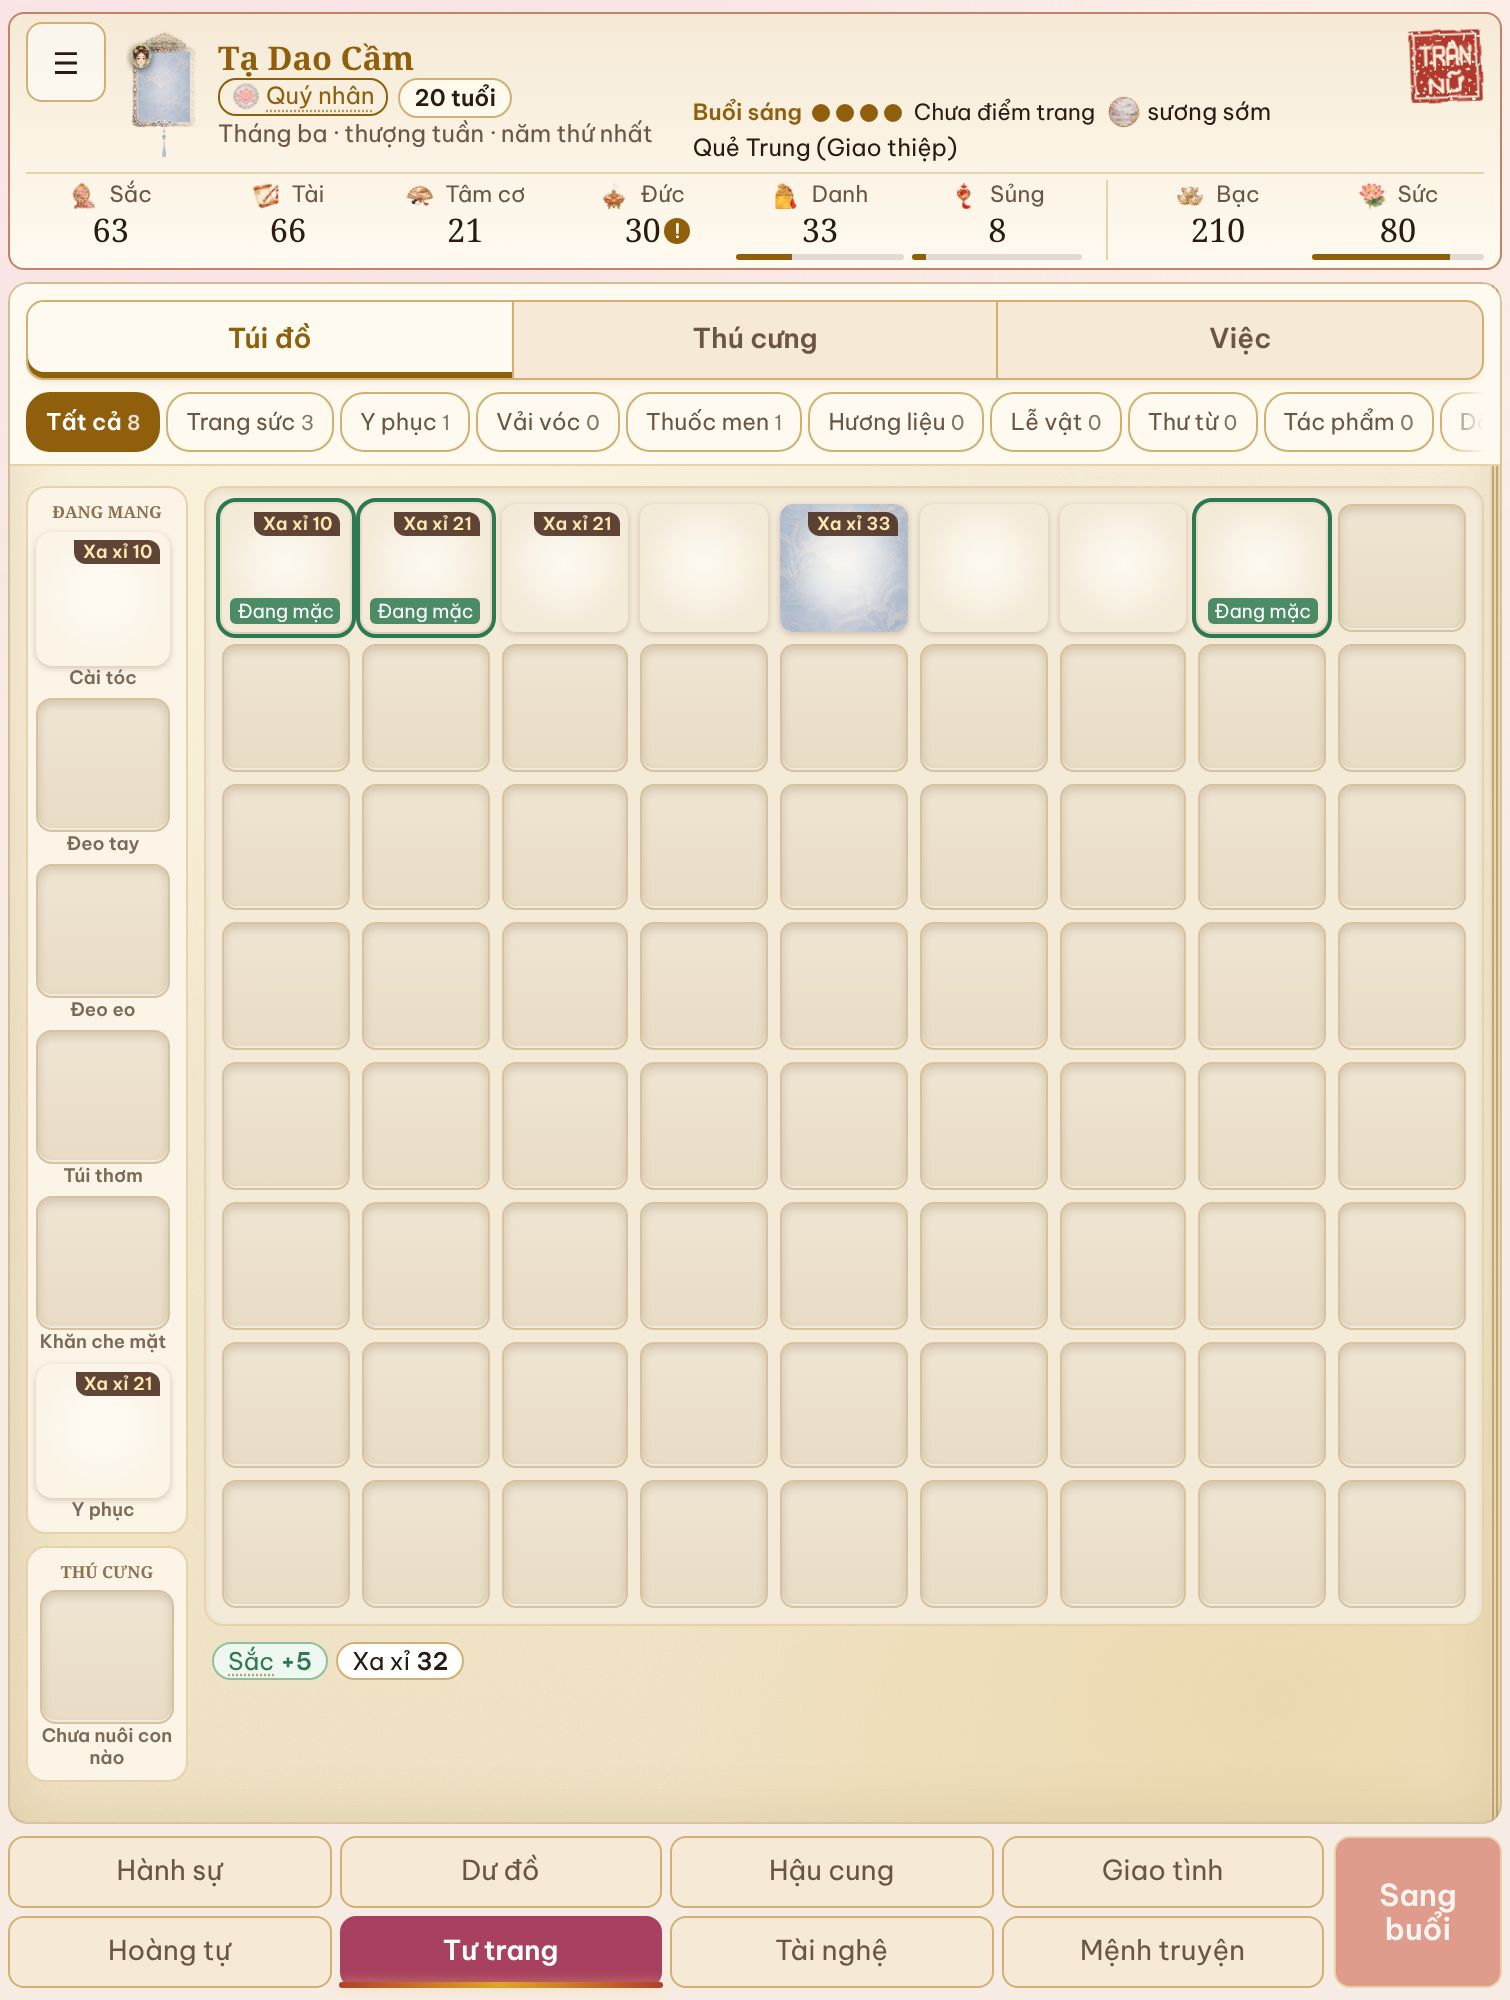 ☰
Tạ Dao Cầm
Quý nhân 20 tuổi
Tháng ba · thượng tuần · năm thứ nhất
Buổi sáng Chưa điểm trang sương sớm
Quẻ Trung (Giao thiệp)
TRÂN NỮ
Sắc Tài Tâm cơ Đức Danh Sủng Bạc Sức
63 66 21 30 ! 33 8 210 80
Túi đồ Thú cưng Việc
Tất cả 8 Trang sức 3 Y phục 1 Vải vóc 0 Thuốc men 1 Hương liệu 0 Lễ vật 0 Thư từ 0 Tác phẩm 0
ĐANG MANG
Xa xỉ 10
Cài tóc
Đeo tay
Đeo eo
Túi thơm
Khăn che mặt
Xa xỉ 21
Y phục
THÚ CƯNG
Chưa nuôi con
nào
Xa xỉ 10 Xa xỉ 21 Xa xỉ 21 Xa xỉ 33
Đang mặc Đang mặc Đang mặc
Sắc +5 Xa xỉ 32
Hành sự Dư đồ Hậu cung Giao tình
Hoàng tự Tư trang Tài nghệ Mệnh truyện
Sang
buổi